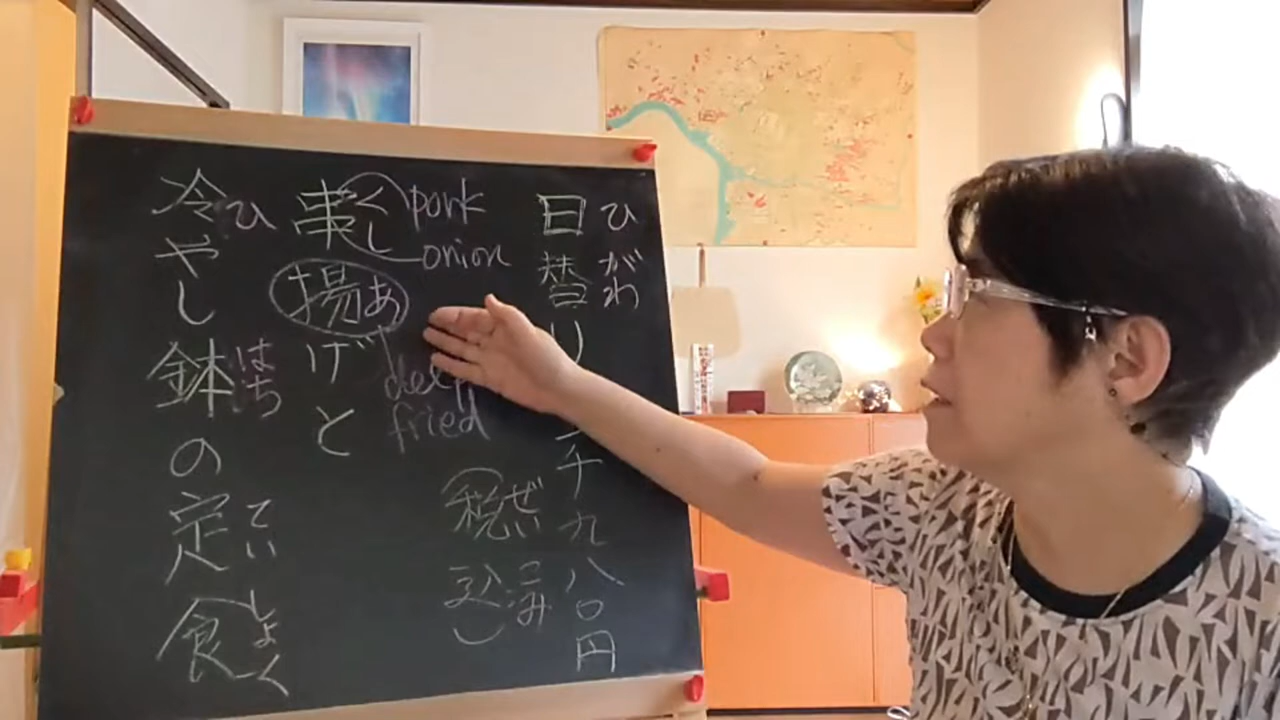 ひがわ
日替り チ九八〇円
ぜいこみ
(税込)
pork
onion
くし あ
串揚げと
deep
fried
ひ はち ていしょく
冷やし鉢の定食